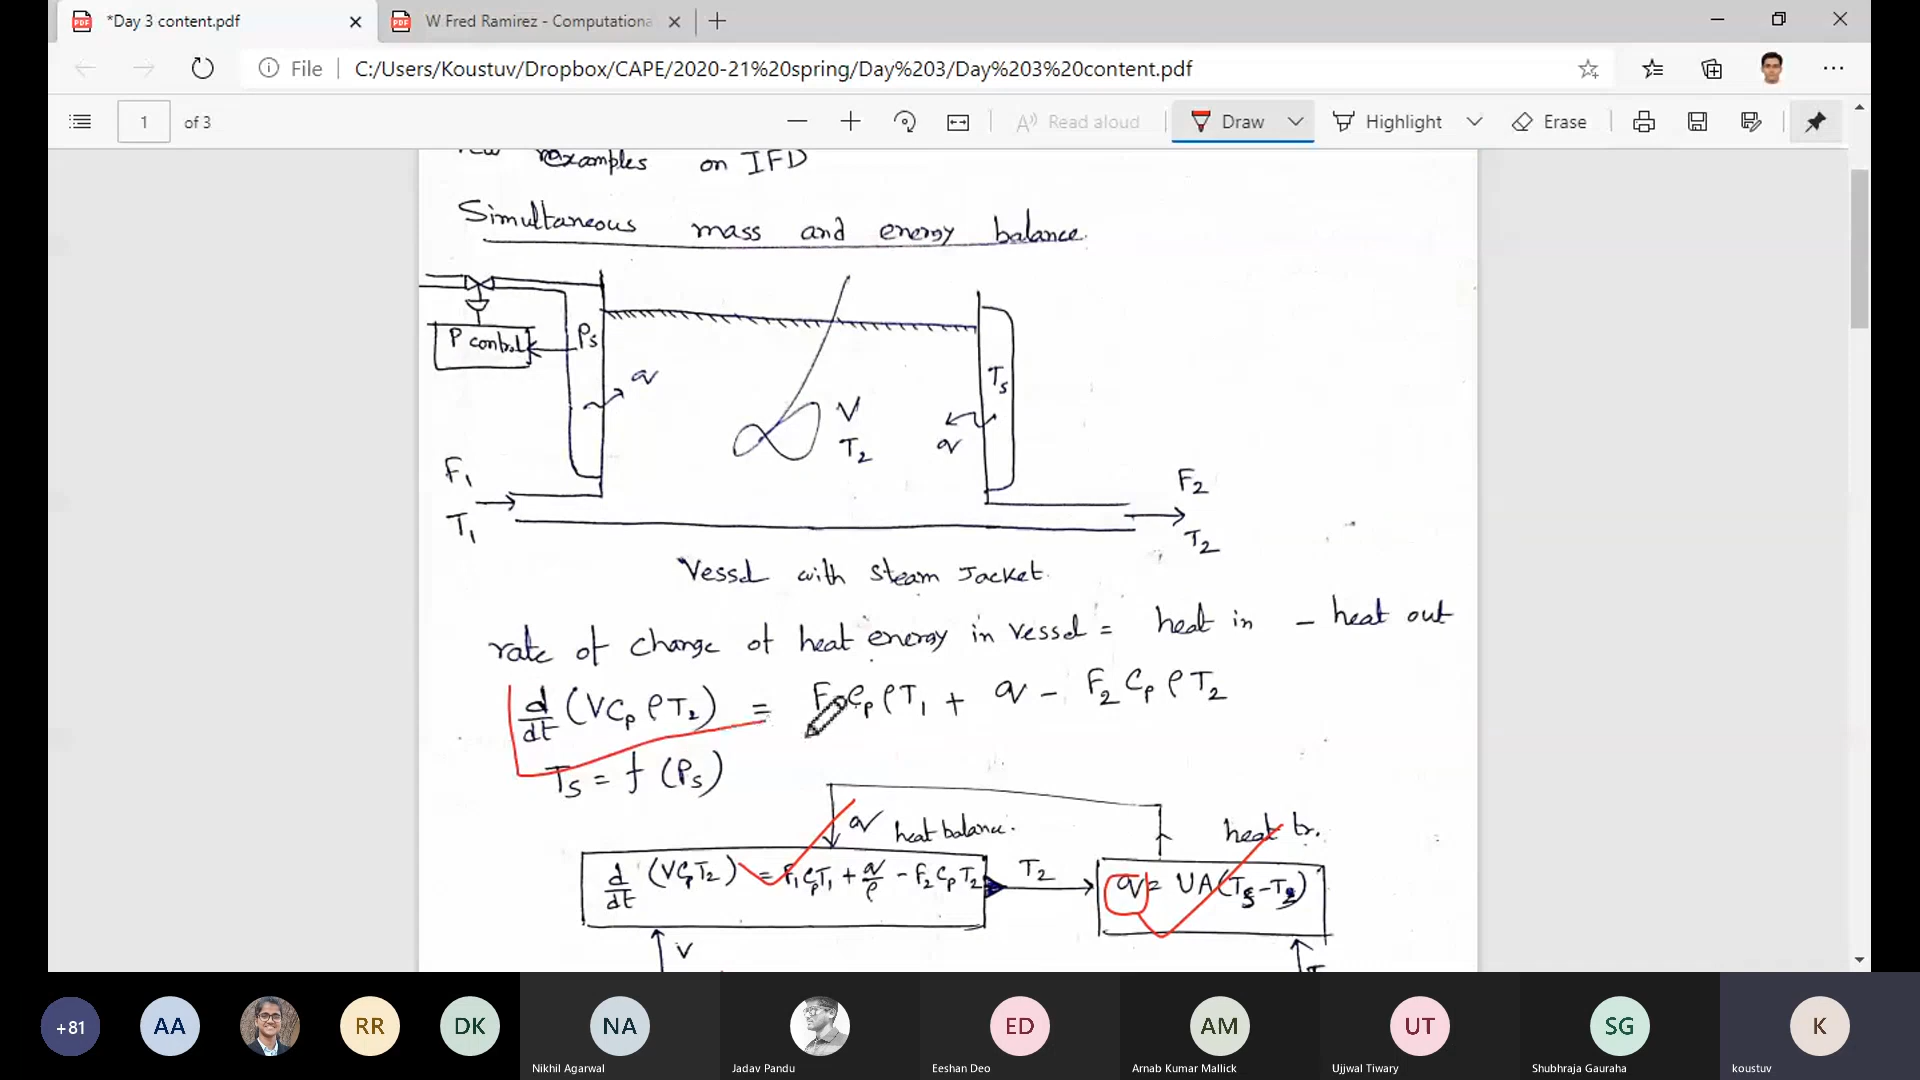 *Day 3 content.pdf
W Fred Ramirez - Computationa
File
C:/Users/Koustuv/Dropbox/CAPE/2020-21%20spring/Day%203/Day%203%20content.pdf
1 of 3
Read aloud
Draw
Highlight
Erase
examples on IFD
Simultaneous mass and energy balance.
P control
Ps
q
V
T2
Ts
q
F1
T1
F2
T2
Vessel with steam Jacket.
rate of change of heat energy in vessel = heat in - heat out
d/dt (VCp ρT2) = F1 Cp ρT1 + q - F2 Cp ρT2
Ts = f (Ps)
q heat balance.
heat tr.
d/dt (VCpT2) = F1CpT1 + q/ρ - F2CpT2
T2
q = UA(Ts-T2)
V
+81
AA
RR
DK
NA
ED
AM
UT
SG
K
Nikhil Agarwal
Jadav Pandu
Eeshan Deo
Arnab Kumar Mallick
Ujjwal Tiwary
Shubhraja Gauraha
koustuv